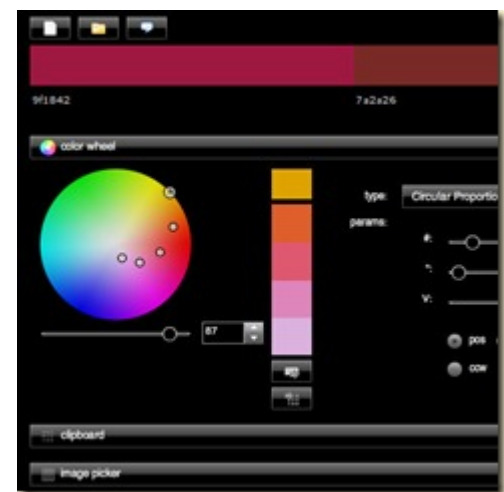 9f1842
7a2a26
color wheel
type:
Circular Proportio
params:
#:
°:
V:
87
pos
ccw
clipboard
image picker